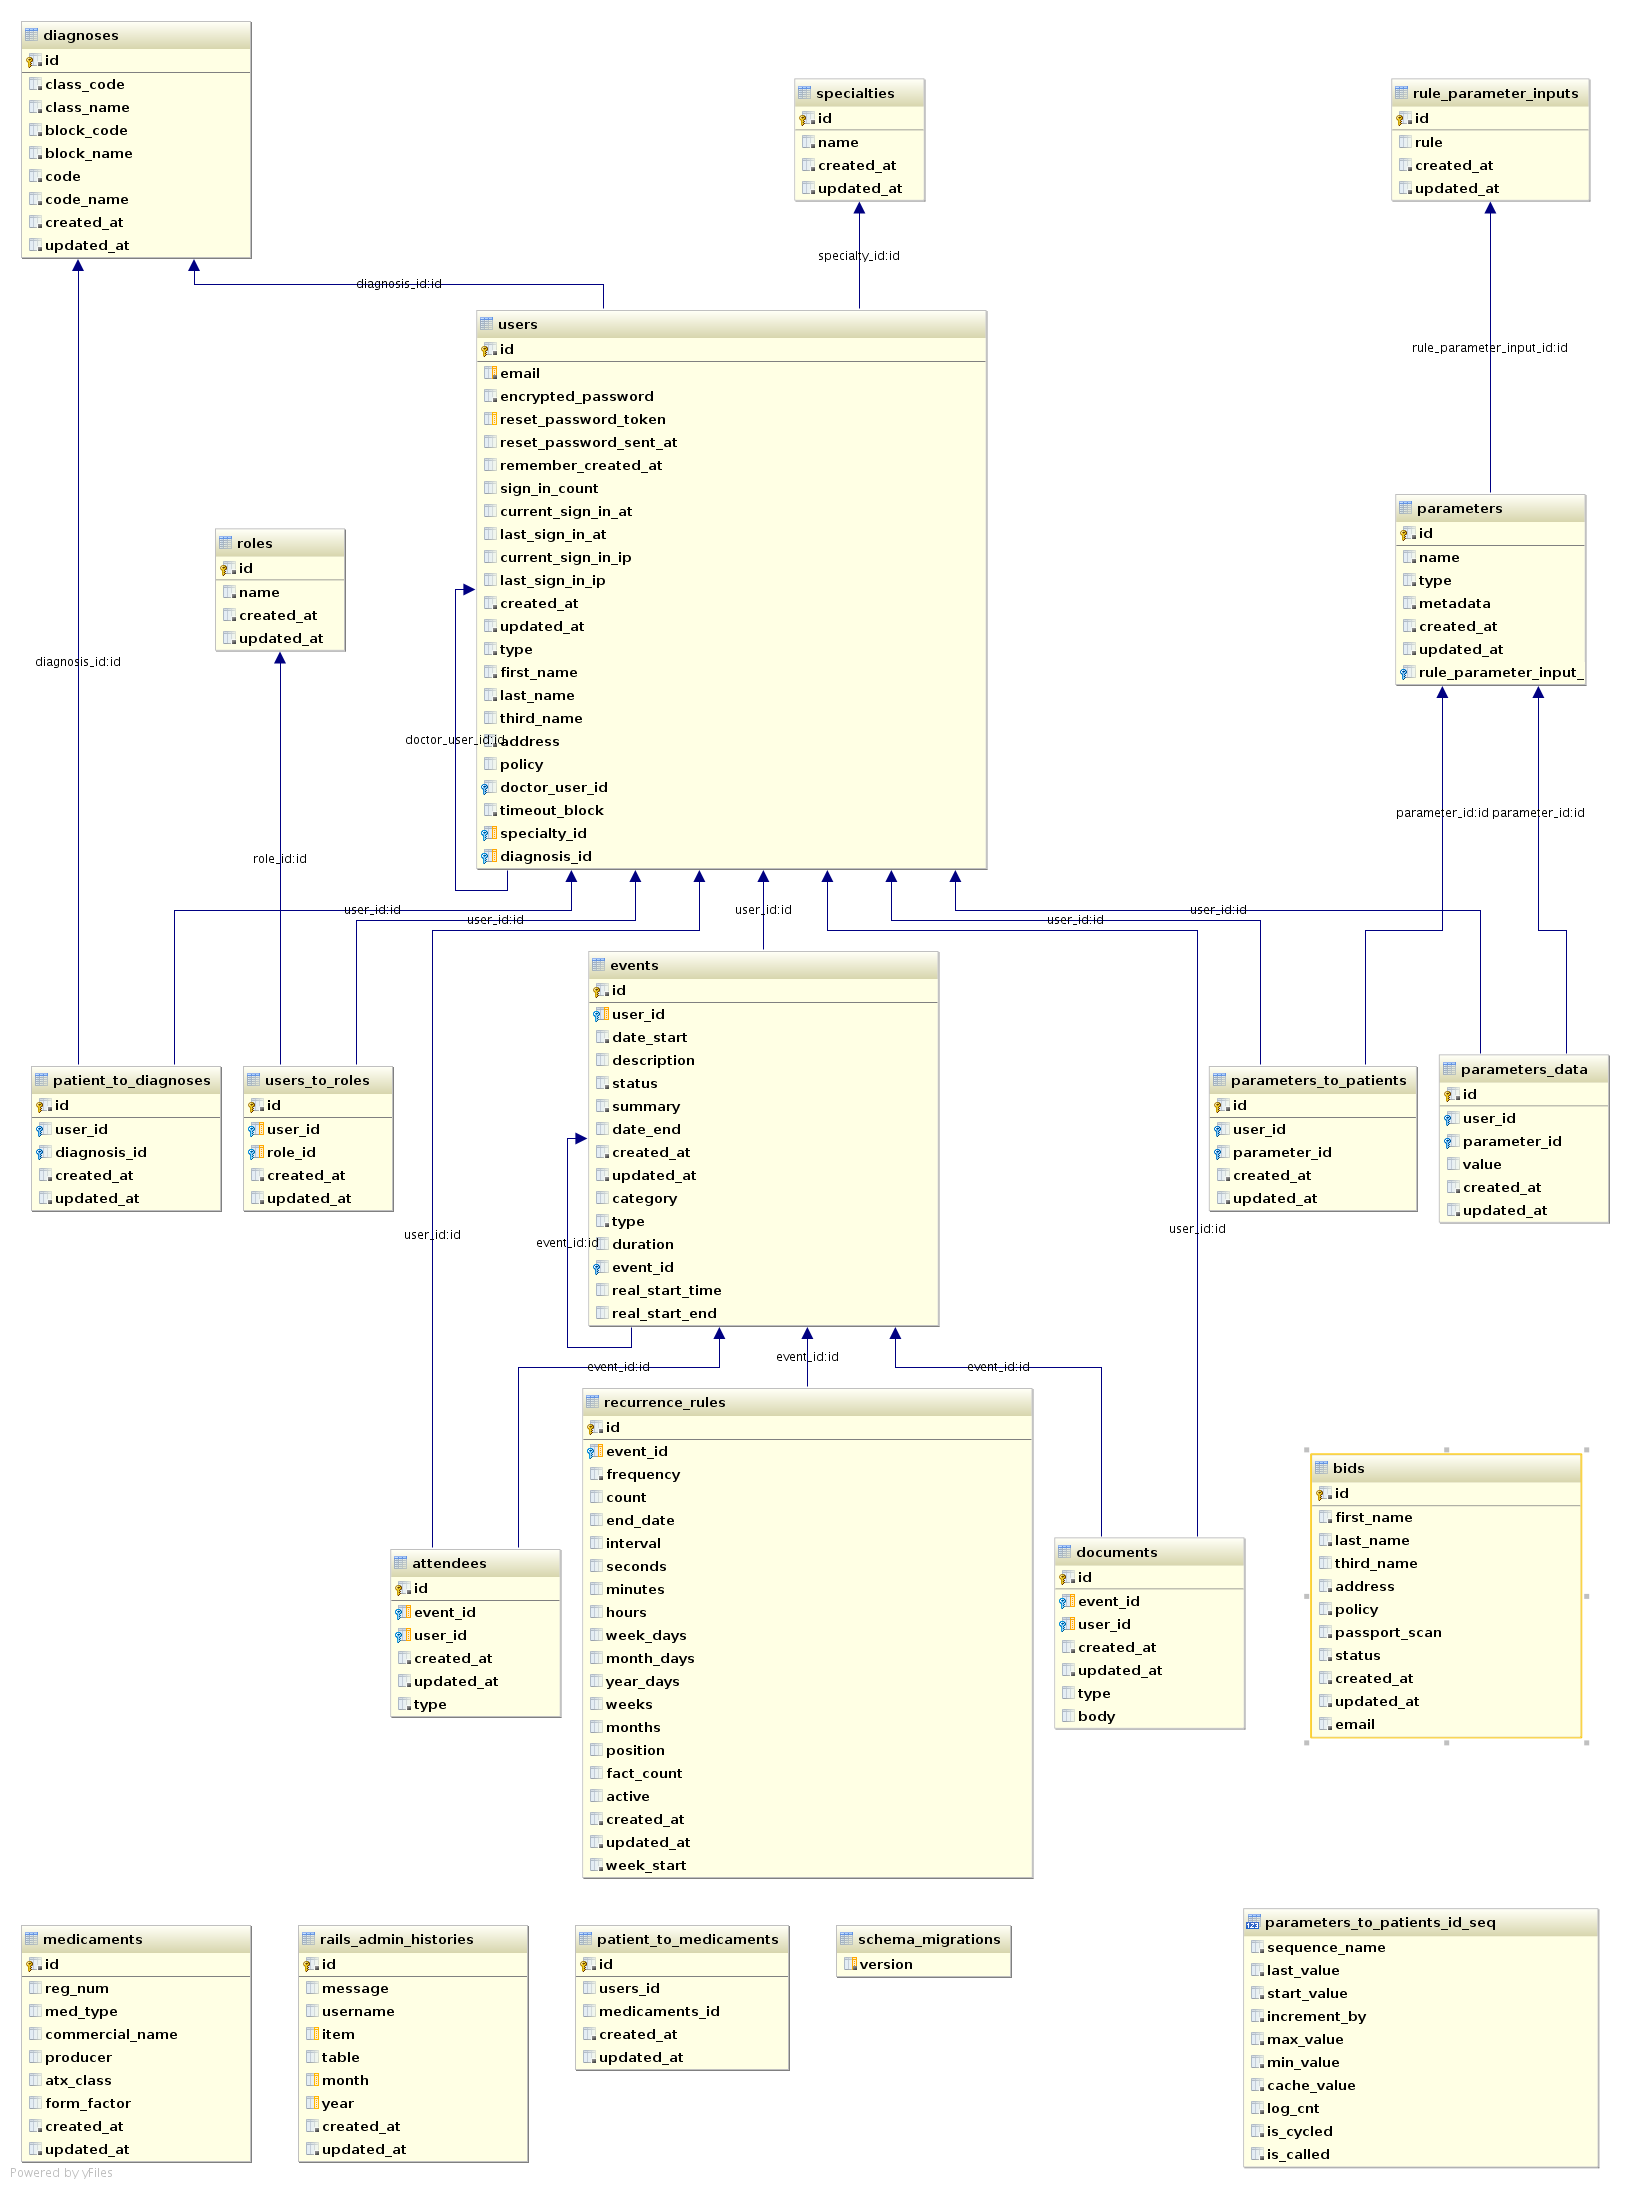 diagnoses
id
class_code
class_name
block_code
block_name
code
code_name
created_at
updated_at
specialties
id
name
created_at
updated_at
rule_parameter_inputs
id
rule
created_at
updated_at
diagnosis_id:id
specialty_id:id
rule_parameter_input_id:id
users
id
email
encrypted_password
reset_password_token
reset_password_sent_at
remember_created_at
sign_in_count
current_sign_in_at
last_sign_in_at
current_sign_in_ip
last_sign_in_ip
created_at
updated_at
type
first_name
last_name
third_name
address
policy
doctor_user_id
timeout_block
specialty_id
diagnosis_id
doctor_user_id:id
roles
id
name
created_at
updated_at
parameters
id
name
type
metadata
created_at
updated_at
rule_parameter_input_
diagnosis_id:id
role_id:id
parameter_id:id
parameter_id:id
user_id:id
user_id:id
user_id:id
user_id:id
user_id:id
events
id
user_id
date_start
description
status
summary
date_end
created_at
updated_at
category
type
duration
event_id
real_start_time
real_start_end
event_id:id
patient_to_diagnoses
id
user_id
diagnosis_id
created_at
updated_at
users_to_roles
id
user_id
role_id
created_at
updated_at
parameters_to_patients
id
user_id
parameter_id
created_at
updated_at
parameters_data
id
user_id
parameter_id
value
created_at
updated_at
user_id:id
user_id:id
event_id:id
event_id:id
event_id:id
recurrence_rules
id
event_id
frequency
count
end_date
interval
seconds
minutes
hours
week_days
month_days
year_days
weeks
months
position
fact_count
active
created_at
updated_at
week_start
attendees
id
event_id
user_id
created_at
updated_at
type
documents
id
event_id
user_id
created_at
updated_at
type
body
bids
id
first_name
last_name
third_name
address
policy
passport_scan
status
created_at
updated_at
email
medicaments
id
reg_num
med_type
commercial_name
producer
atx_class
form_factor
created_at
updated_at
rails_admin_histories
id
message
username
item
table
month
year
created_at
updated_at
patient_to_medicaments
id
users_id
medicaments_id
created_at
updated_at
schema_migrations
version
123
parameters_to_patients_id_seq
sequence_name
last_value
start_value
increment_by
max_value
min_value
cache_value
log_cnt
is_cycled
is_called
Powered by yFiles